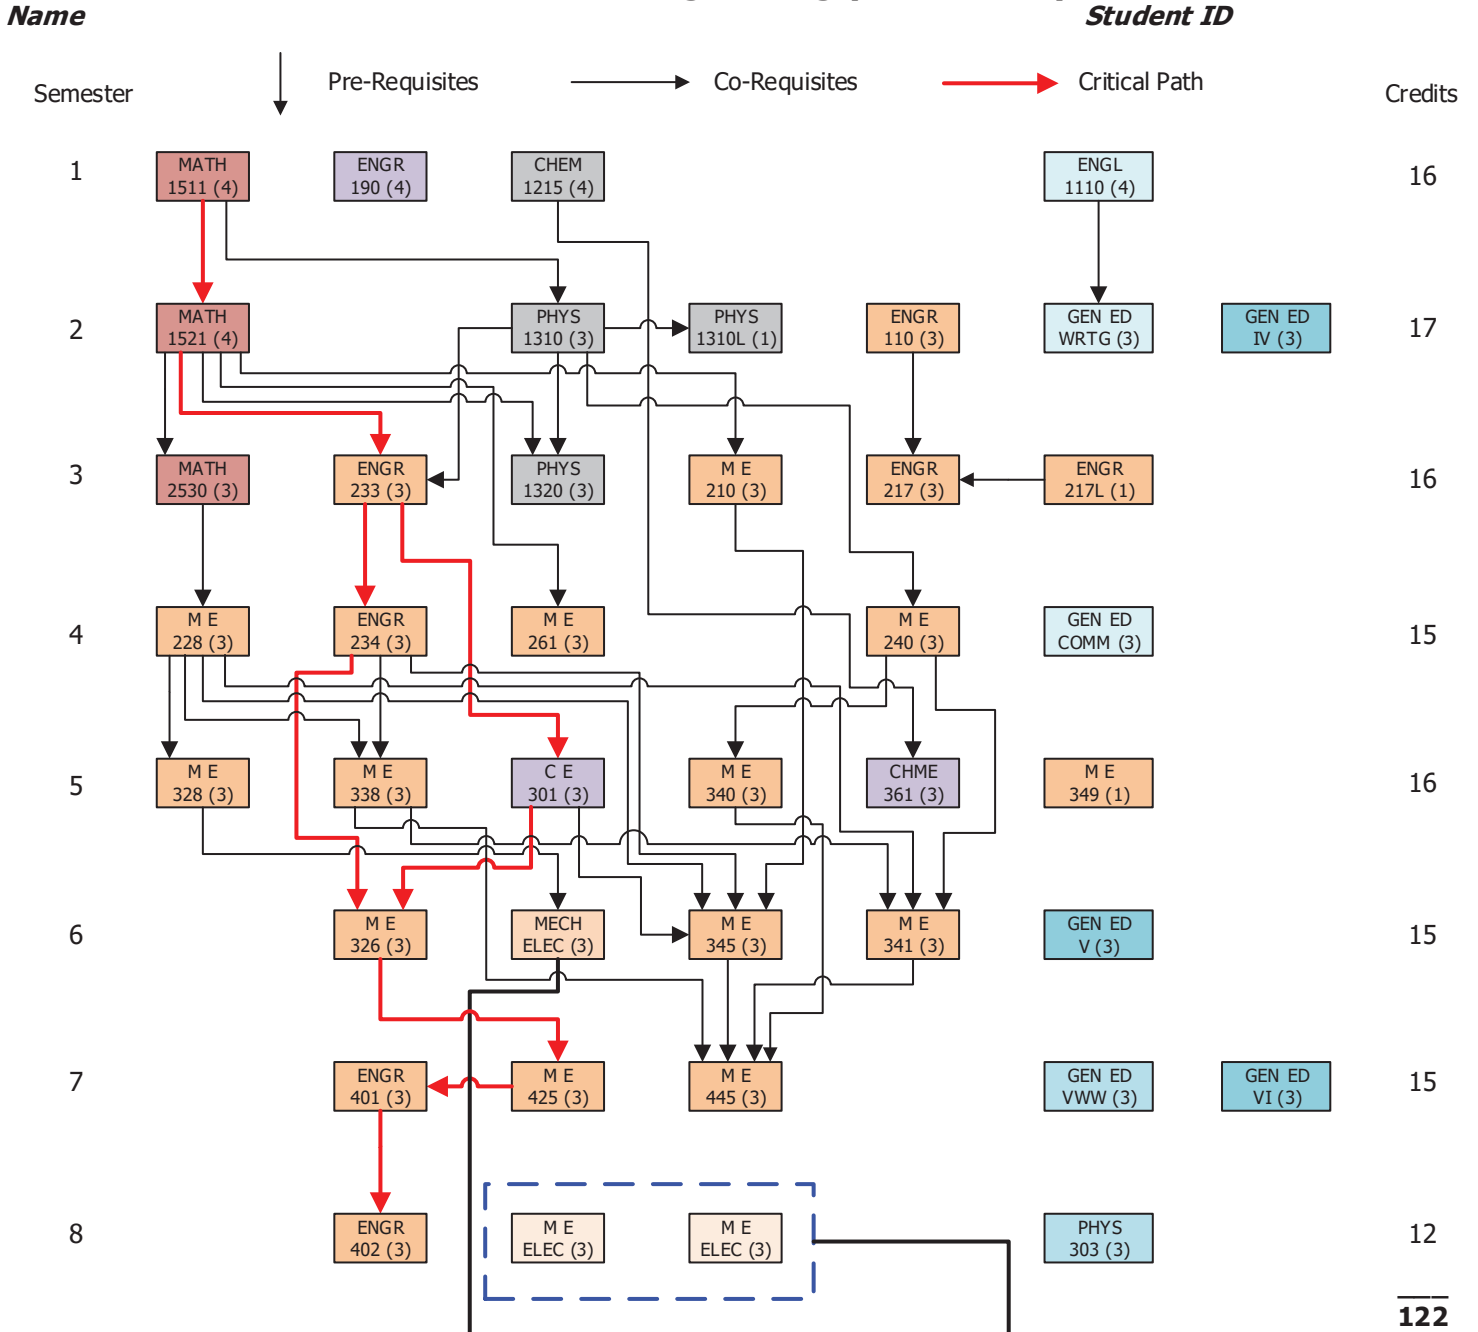 Name
Student ID
Pre-Requisites
Co-Requisites
Critical Path
Semester
Credits
1
MATH
1511 (4)
ENGR
190 (4)
CHEM
1215 (4)
ENGL
1110 (4)
16
2
MATH
1521 (4)
PHYS
1310 (3)
PHYS
1310L (1)
ENGR
110 (3)
GEN ED
WRTG (3)
GEN ED
IV (3)
17
3
MATH
2530 (3)
ENGR
233 (3)
PHYS
1320 (3)
M E
210 (3)
ENGR
217 (3)
ENGR
217L (1)
16
4
M E
228 (3)
ENGR
234 (3)
M E
261 (3)
M E
240 (3)
GEN ED
COMM (3)
15
5
M E
328 (3)
M E
338 (3)
C E
301 (3)
M E
340 (3)
CHME
361 (3)
M E
349 (1)
16
6
M E
326 (3)
MECH
ELEC (3)
M E
345 (3)
M E
341 (3)
GEN ED
V (3)
15
7
ENGR
401 (3)
M E
425 (3)
M E
445 (3)
GEN ED
VWW (3)
GEN ED
VI (3)
15
8
ENGR
402 (3)
M E
ELEC (3)
M E
ELEC (3)
PHYS
303 (3)
12
122